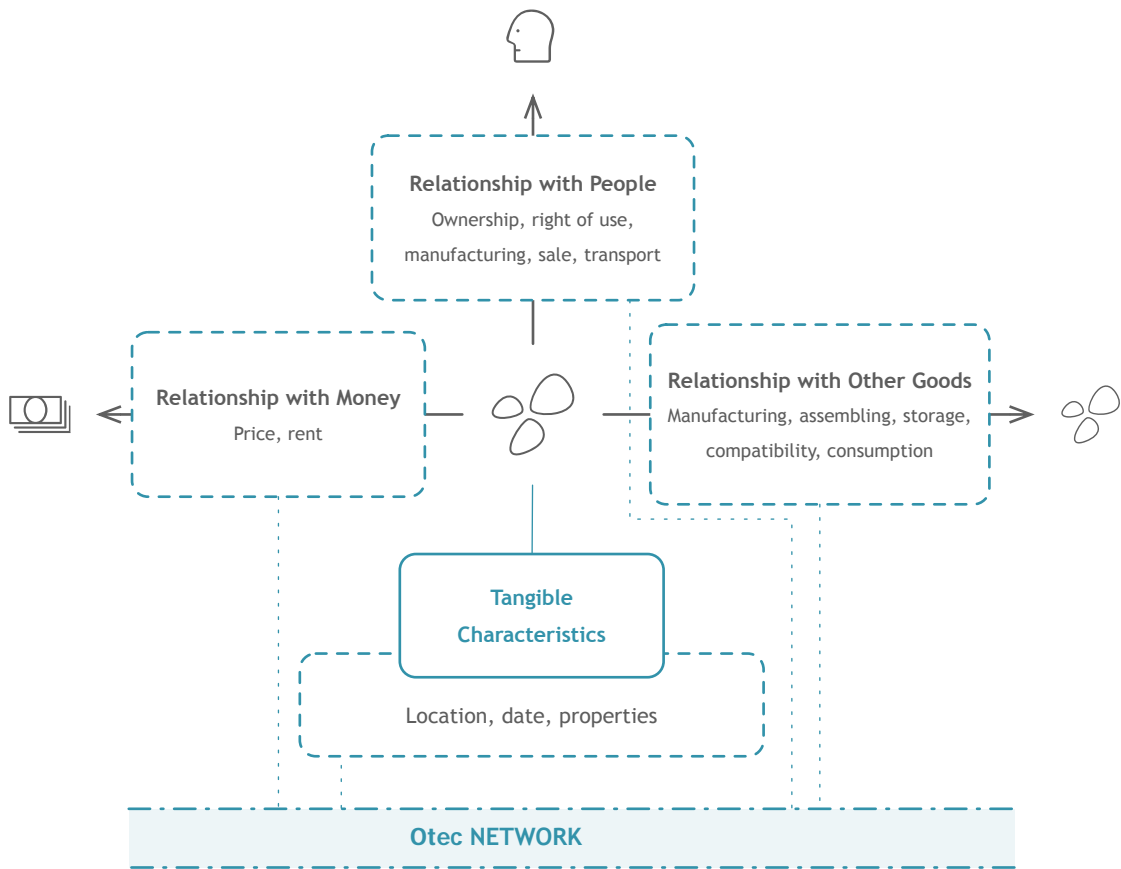 Relationship with People
Ownership, right of use,
manufacturing, sale, transport
Relationship with Money
Price, rent
Relationship with Other Goods
Manufacturing, assembling, storage,
compatibility, consumption
Tangible
Characteristics
Location, date, properties
Otec NETWORK